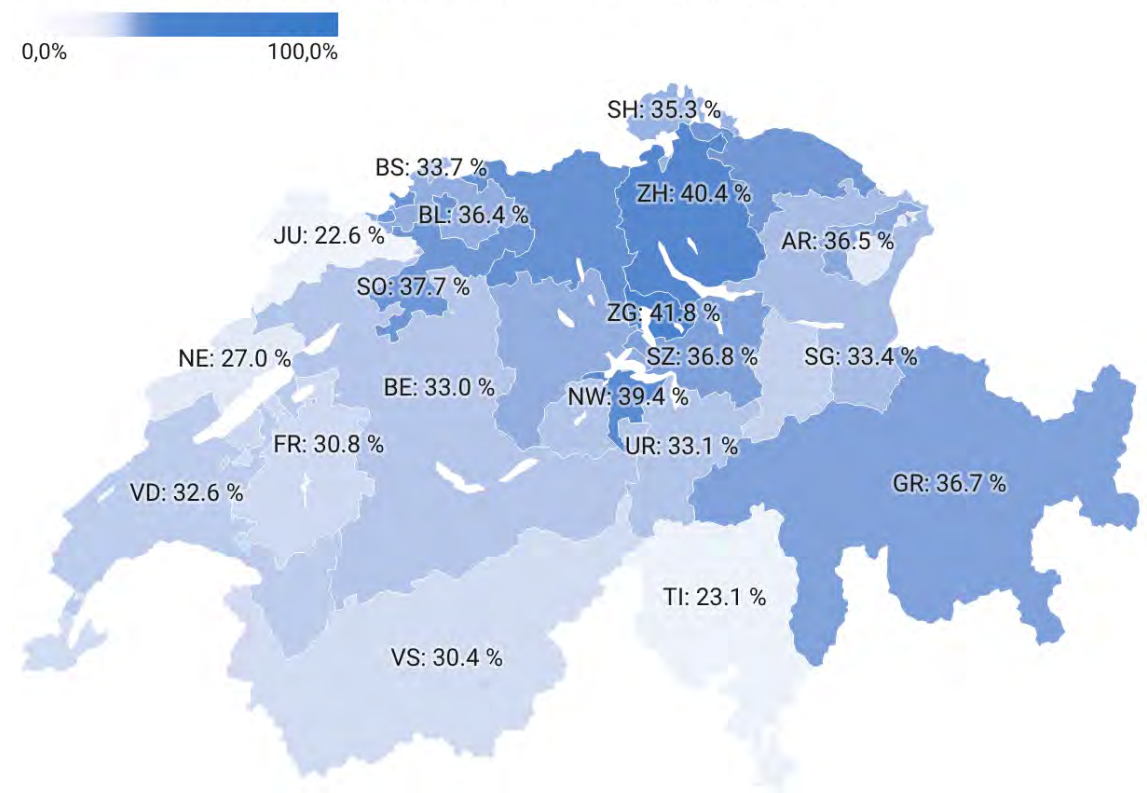 0,0% 100,0%
SH: 35.3 %
BS: 33.7 %
ZH: 40.4 %
BL: 36.4 %
JU: 22.6 %
AR: 36.5 %
SO: 37.7 %
ZG: 41.8 %
NE: 27.0 %
SZ: 36.8 %
SG: 33.4 %
BE: 33.0 %
NW: 39.4 %
FR: 30.8 %
UR: 33.1 %
VD: 32.6 %
GR: 36.7 %
TI: 23.1 %
VS: 30.4 %